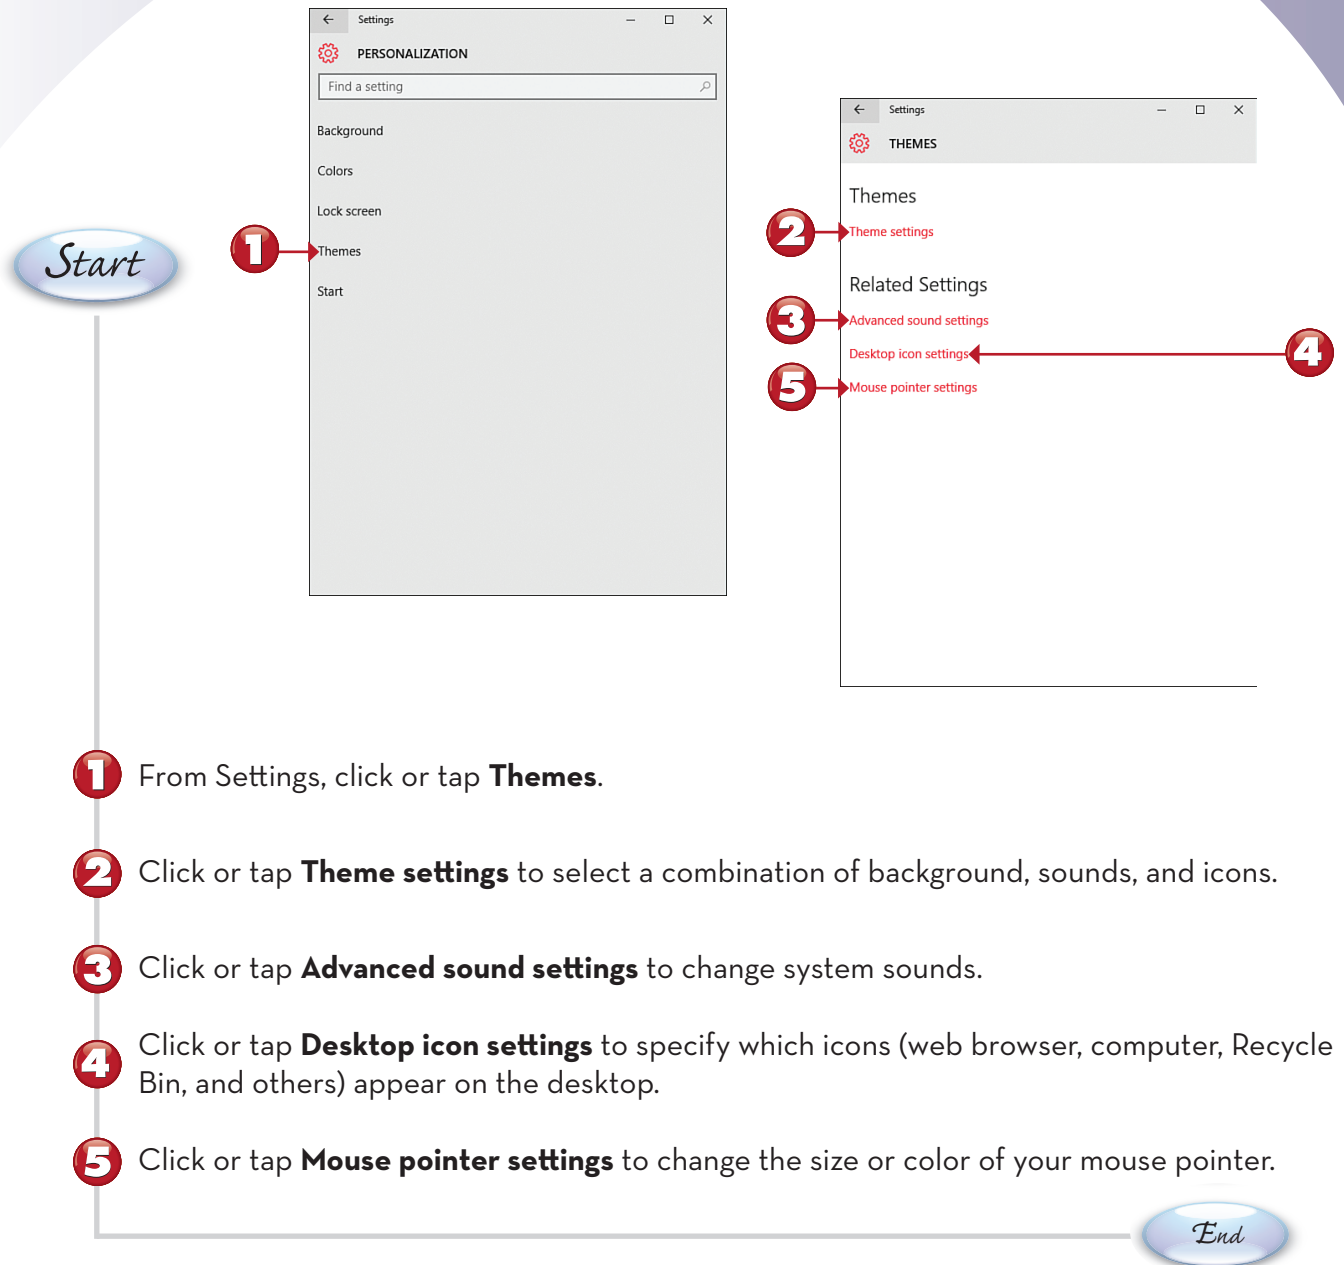 Settings
PERSONALIZATION
Find a setting
Background
Colors
Lock screen
1
Themes
Start
Settings
THEMES
Themes
2
Theme settings
Related Settings
3
Advanced sound settings
Desktop icon settings
4
5
Mouse pointer settings
Start
1 From Settings, click or tap Themes.
2 Click or tap Theme settings to select a combination of background, sounds, and icons.
3 Click or tap Advanced sound settings to change system sounds.
4 Click or tap Desktop icon settings to specify which icons (web browser, computer, Recycle
Bin, and others) appear on the desktop.
5 Click or tap Mouse pointer settings to change the size or color of your mouse pointer.
End